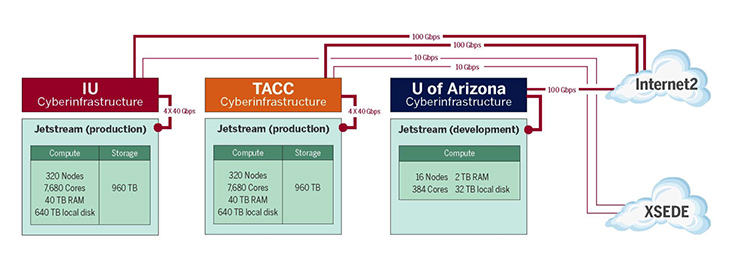 100 Gbps
100 Gbps
10 Gbps
10 Gbps
IU
Cyberinfrastructure
4 X 40 Gbps
TACC
Cyberinfrastructure
4 X 40 Gbps
U of Arizona
Cyberinfrastructure
100 Gbps
Internet2
Jetstream (production)
Compute
Storage
320 Nodes
7,680 Cores
40 TB RAM
640 TB local disk
960 TB
Jetstream (production)
Compute
Storage
320 Nodes
7,680 Cores
40 TB RAM
640 TB local disk
960 TB
Jetstream (development)
Compute
16 Nodes 2 TB RAM
384 Cores 32 TB local disk
XSEDE